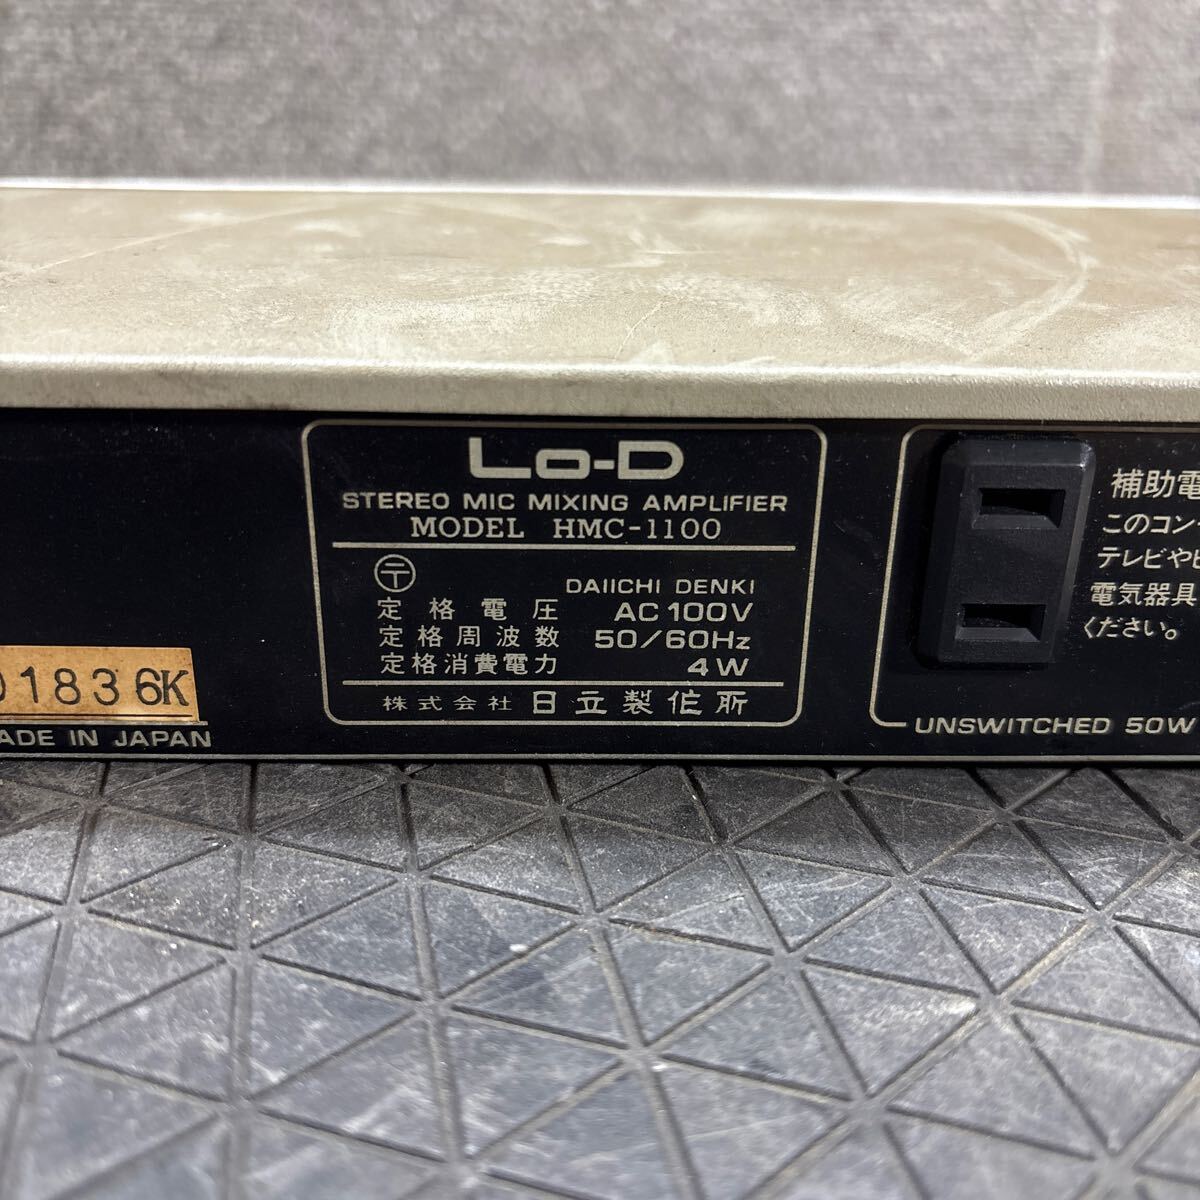 Lo-D
STEREO MIC MIXING AMPLIFIER
MODEL HMC-1100
〒
DAIICHI DENKI
定格電圧 AC 100V
定格周波数 50/60Hz
定格消費電力 4W
株式会社 日立製作所
01836K
ADE IN JAPAN
補助電
このコン
テレビや
電気器具
ください。
UNSWITCHED 50W